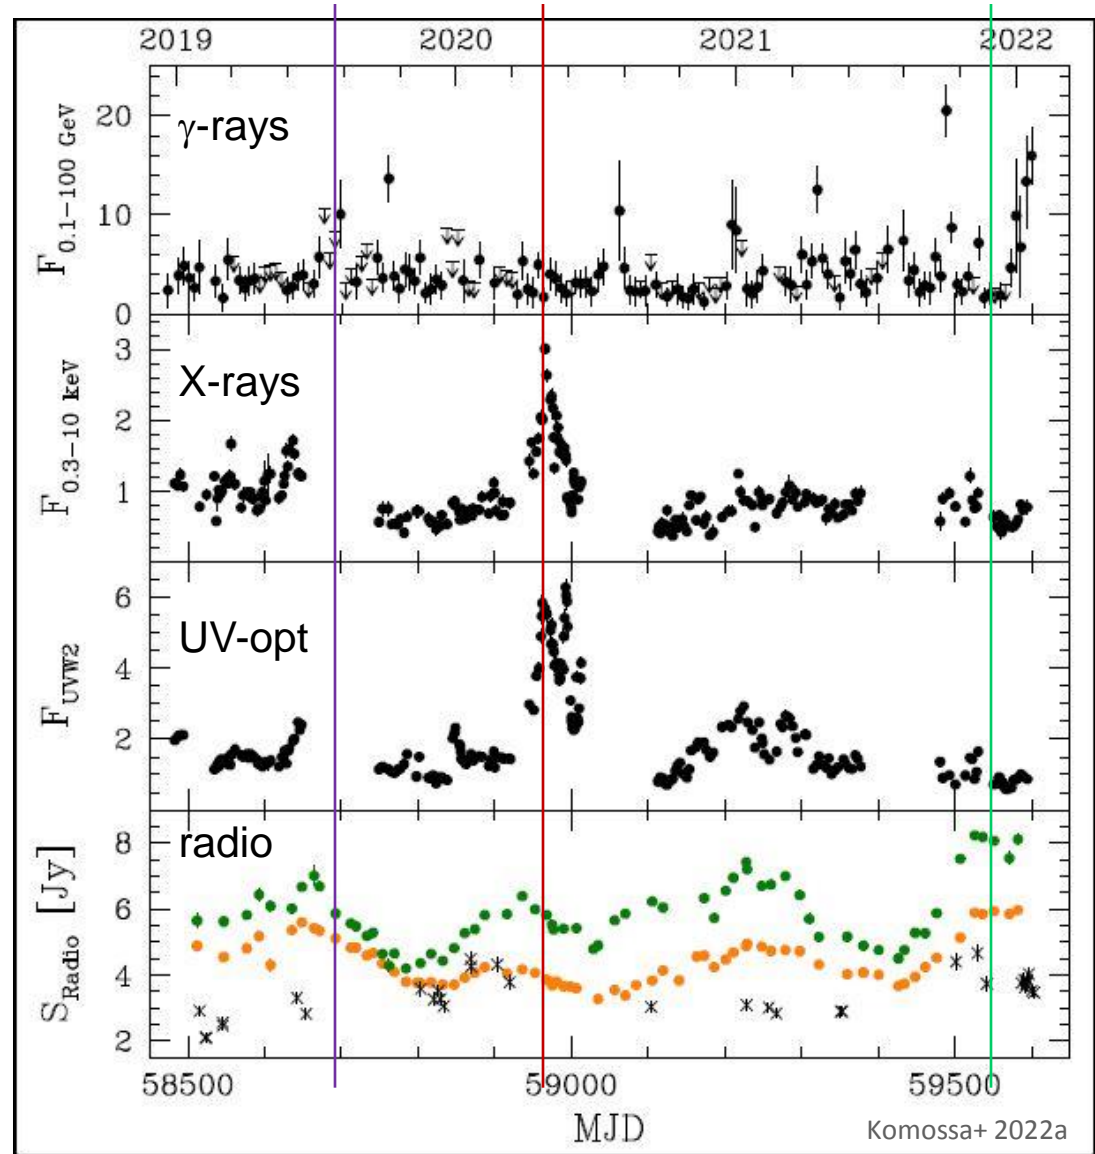 2019 2020 2021 2022
F0.1−100 GeV
20
10
0
γ-rays
F0.3−10 keV
3
2
1
X-rays
FUVW2
6
4
2
UV-opt
SRadio [Jy]
8
6
4
2
radio
58500 59000 59500
MJD
Komossa+ 2022a